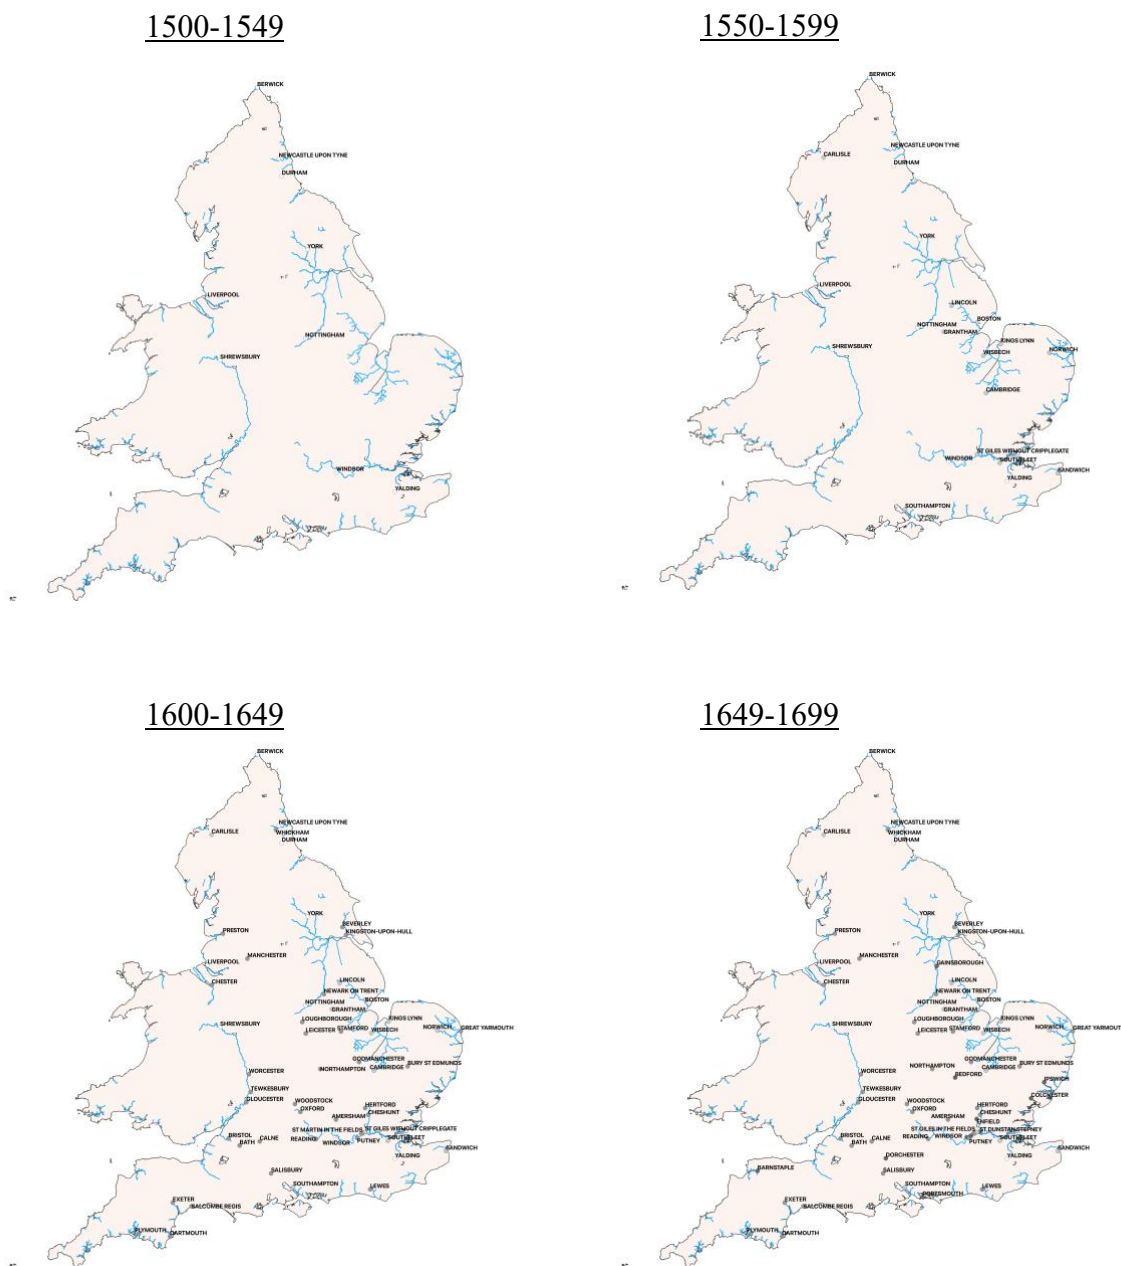 1500-1549
BERWICK
NEWCASTLE UPON TYNE
DURHAM
YORK
LIVERPOOL
NOTTINGHAM
SHREWSBURY
WINDSOR
YALDING
1550-1599
BERWICK
NEWCASTLE UPON TYNE
CARLISLE
DURHAM
YORK
LIVERPOOL
LINCOLN
BOSTON
NOTTINGHAM
GRANTHAM
KINGS LYNN
SHREWSBURY
WISBECH
NORWICH
CAMBRIDGE
ST GILES WITHOUT CRIPPLEGATE
WINDSOR
SOUTHFLEET
SANDWICH
YALDING
SOUTHAMPTON
1600-1649
BERWICK
NEWCASTLE UPON TYNE
CARLISLE
WHICKHAM
DURHAM
YORK
BEVERLEY
PRESTON
KINGSTON-UPON-HULL
MANCHESTER
LIVERPOOL
CHESTER
LINCOLN
NEWARK ON TRENT
NOTTINGHAM
BOSTON
GRANTHAM
LOUGHBOROUGH
KINGS LYNN
SHREWSBURY
LEICESTER
STAMFORD
WISBECH
NORWICH
GREAT YARMOUTH
GODMANCHESTER
BURY ST EDMUNDS
NORTHAMPTON
CAMBRIDGE
WORCESTER
TEWKESBURY
GLOUCESTER
WOODSTOCK
OXFORD
HERTFORD
CHESHUNT
AMERSHAM
ST MARTIN IN THE FIELDS
ST GILES WITHOUT CRIPPLEGATE
BRISTOL
BATH
CALNE
READING
WINDSOR
PUTNEY
SOUTHFLEET
SANDWICH
YALDING
SALISBURY
SOUTHAMPTON
LEWES
EXETER
BALCOMBE REGIS
PLYMOUTH
DARTMOUTH
1649-1699
BERWICK
NEWCASTLE UPON TYNE
CARLISLE
WHICKHAM
DURHAM
YORK
BEVERLEY
PRESTON
KINGSTON-UPON-HULL
MANCHESTER
LIVERPOOL
GAINSBOROUGH
CHESTER
LINCOLN
NEWARK ON TRENT
NOTTINGHAM
BOSTON
GRANTHAM
LOUGHBOROUGH
KINGS LYNN
SHREWSBURY
LEICESTER
STAMFORD
WISBECH
NORWICH
GREAT YARMOUT
GODMANCHESTER
BURY ST EDMUNDS
NORTHAMPTON
CAMBRIDGE
BEDFORD
WORCESTER
IPSWICH
TEWKESBURY
GLOUCESTER
COLCHESTER
WOODSTOCK
OXFORD
HERTFORD
CHESHUNT
AMERSHAM
ENFIELD
ST GILES IN THE FIELDS
ST DUNSTAN STEPNEY
BRISTOL
BATH
CALNE
READING
WINDSOR
PUTNEY
SOUTHFLEET
SANDWICH
YALDING
DORCHESTER
BARNSTAPLE
SALISBURY
SOUTHAMPTON
PORTSMOUTH
LEWES
EXETER
BALCOMBE REGIS
PLYMOUTH
DARTMOUTH